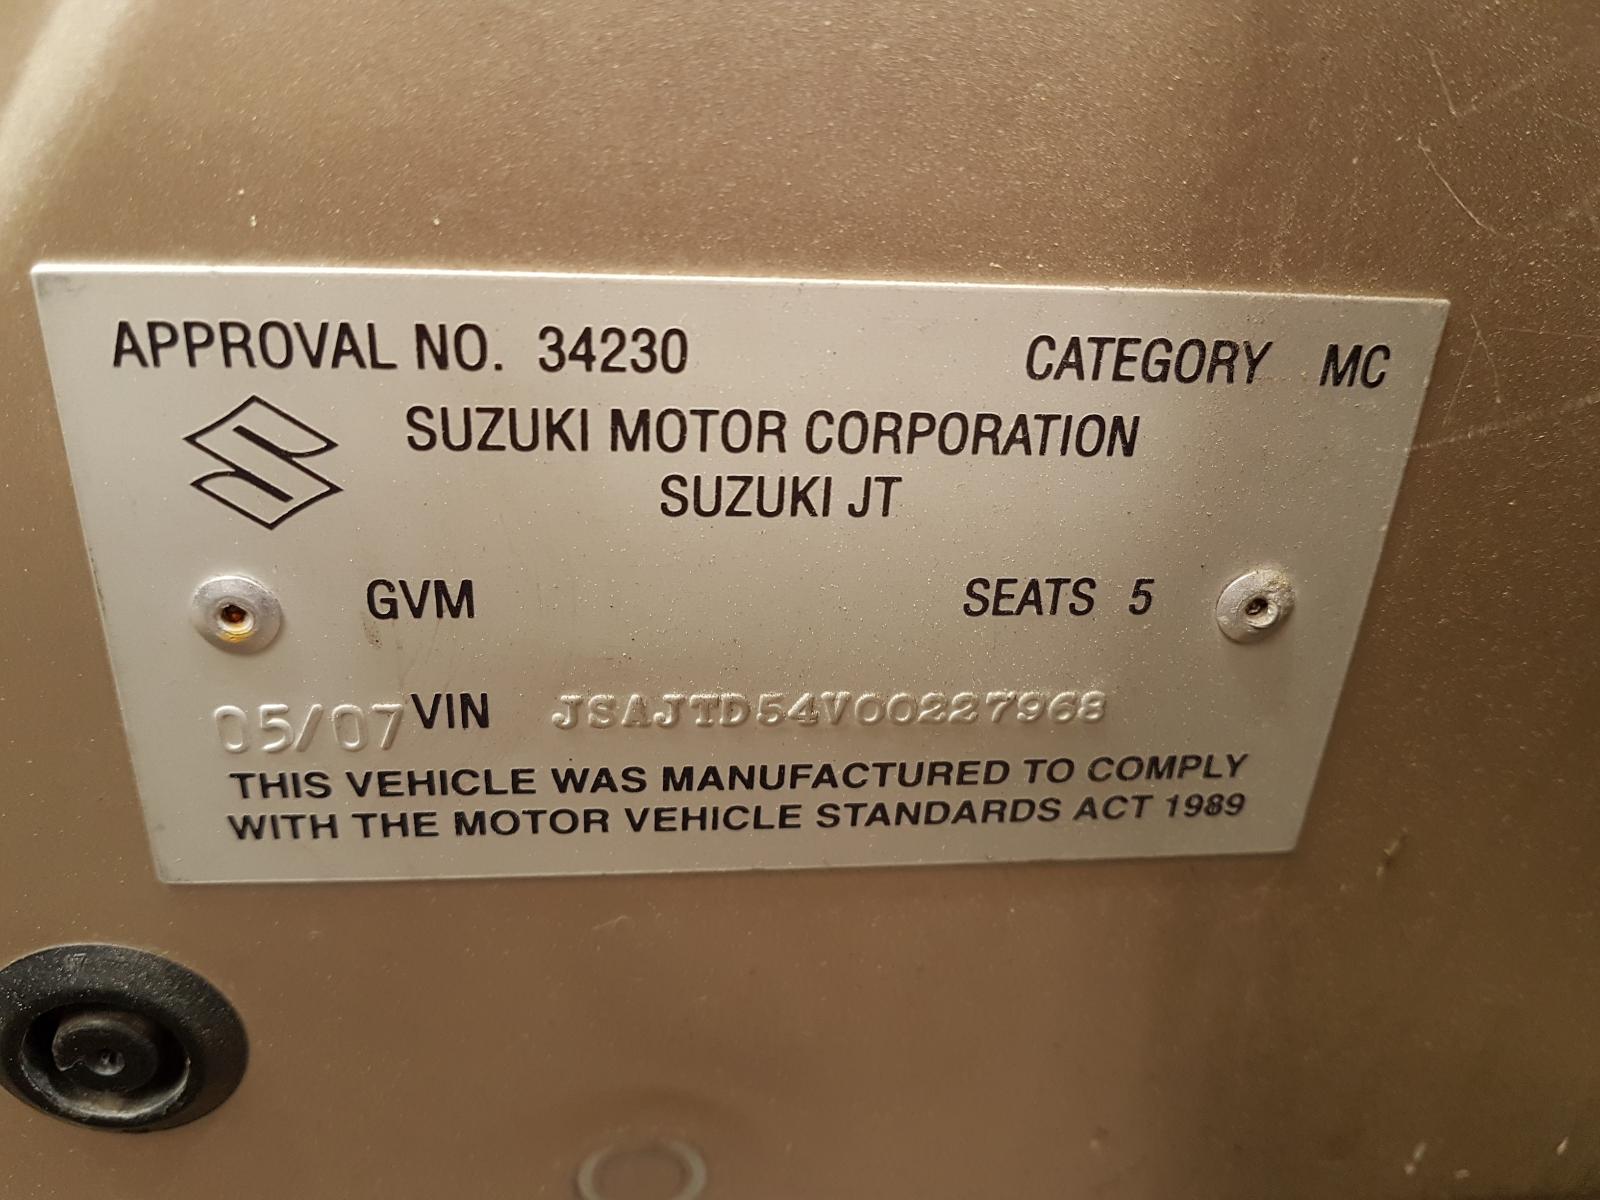 APPROVAL NO. 34230 CATEGORY MC
SUZUKI MOTOR CORPORATION
SUZUKI JT
GVM SEATS 5
05/07 VIN JSAJTD54V00227968
THIS VEHICLE WAS MANUFACTURED TO COMPLY
WITH THE MOTOR VEHICLE STANDARDS ACT 1989